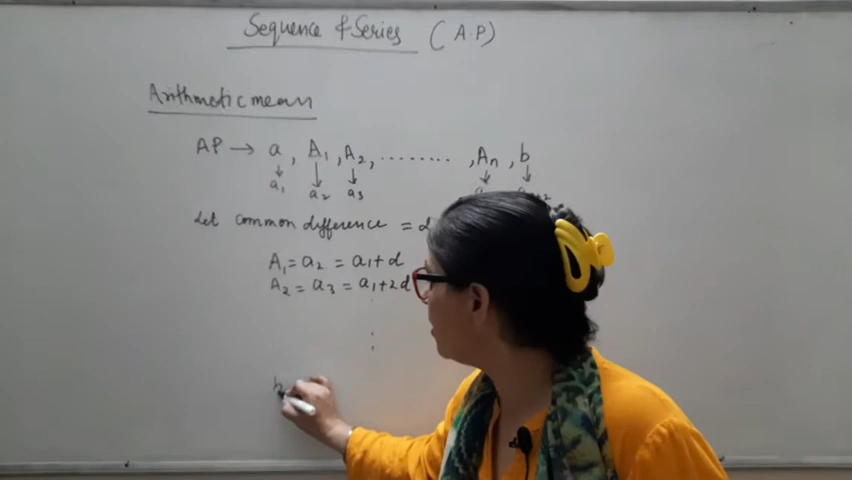 Sequence & Series (A.P)
Arithmetic mean
AP → a, A₁, A₂, ........ , Aₙ, b
↓ ↓ ↓ ↓ ↓
a₁ a₂ a₃
Let common difference = d
A₁ = a₂ = a₁+d
A₂ = a₃ = a₁+2d
b